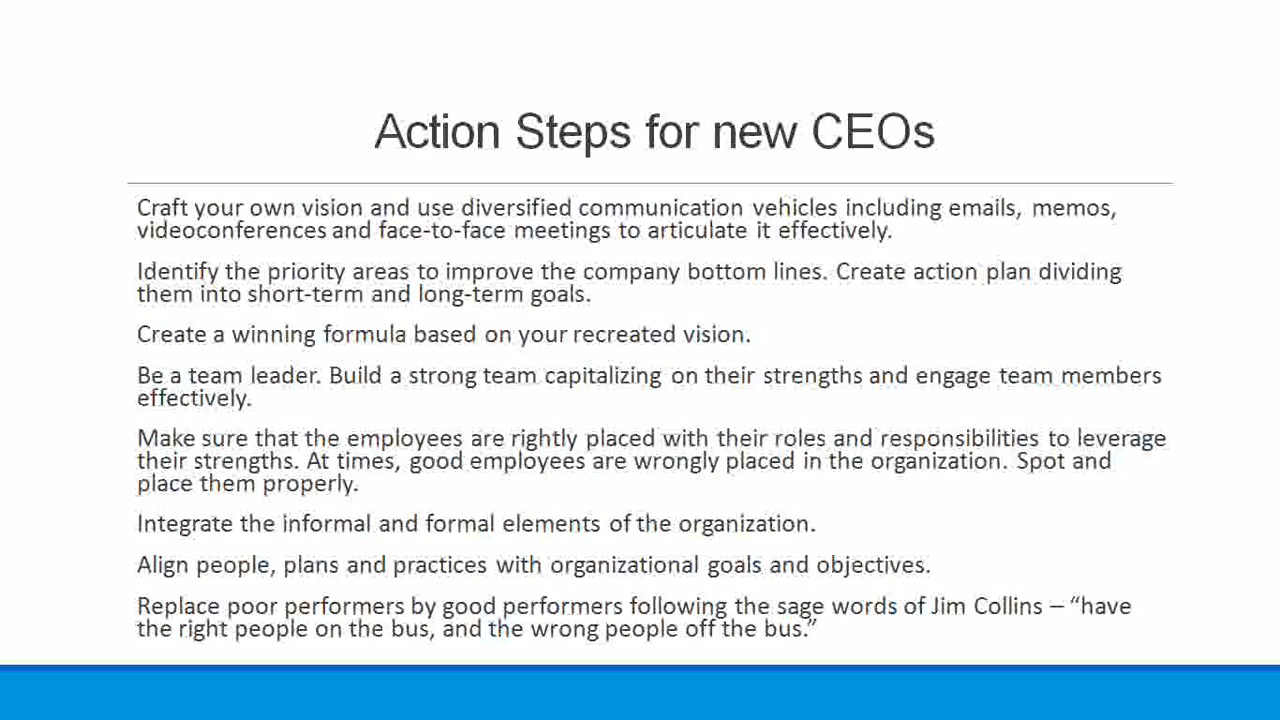 Action Steps for new CEOs
Craft your own vision and use diversified communication vehicles including emails, memos,
videoconferences and face-to-face meetings to articulate it effectively.
Identify the priority areas to improve the company bottom lines. Create action plan dividing
them into short-term and long-term goals.
Create a winning formula based on your recreated vision.
Be a team leader. Build a strong team capitalizing on their strengths and engage team members
effectively.
Make sure that the employees are rightly placed with their roles and responsibilities to leverage
their strengths. At times, good employees are wrongly placed in the organization. Spot and
place them properly.
Integrate the informal and formal elements of the organization.
Align people, plans and practices with organizational goals and objectives.
Replace poor performers by good performers following the sage words of Jim Collins – “have
the right people on the bus, and the wrong people off the bus.”